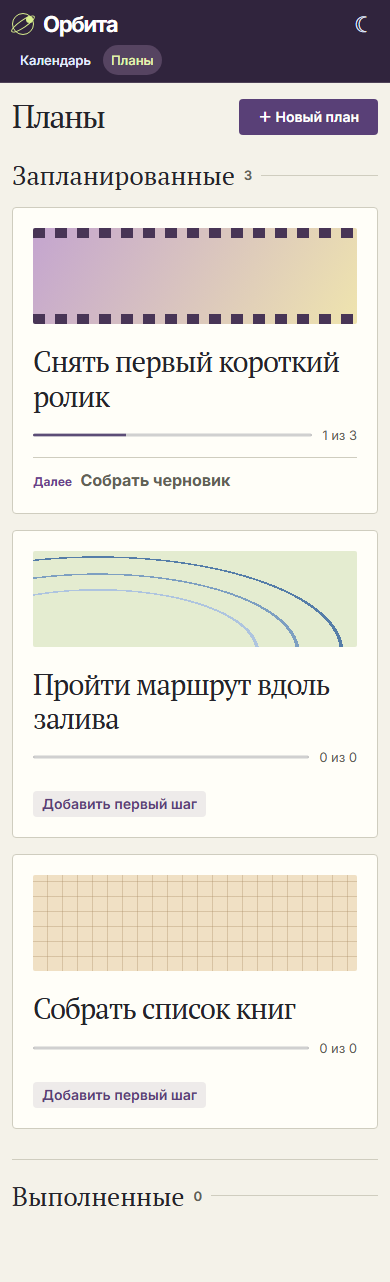 Орбита
Календарь Планы
Планы
+ Новый план
Запланированные 3
Снять первый короткий
ролик
1 из 3
Далее Собрать черновик
Пройти маршрут вдоль
залива
0 из 0
Добавить первый шаг
Собрать список книг
0 из 0
Добавить первый шаг
Выполненные 0